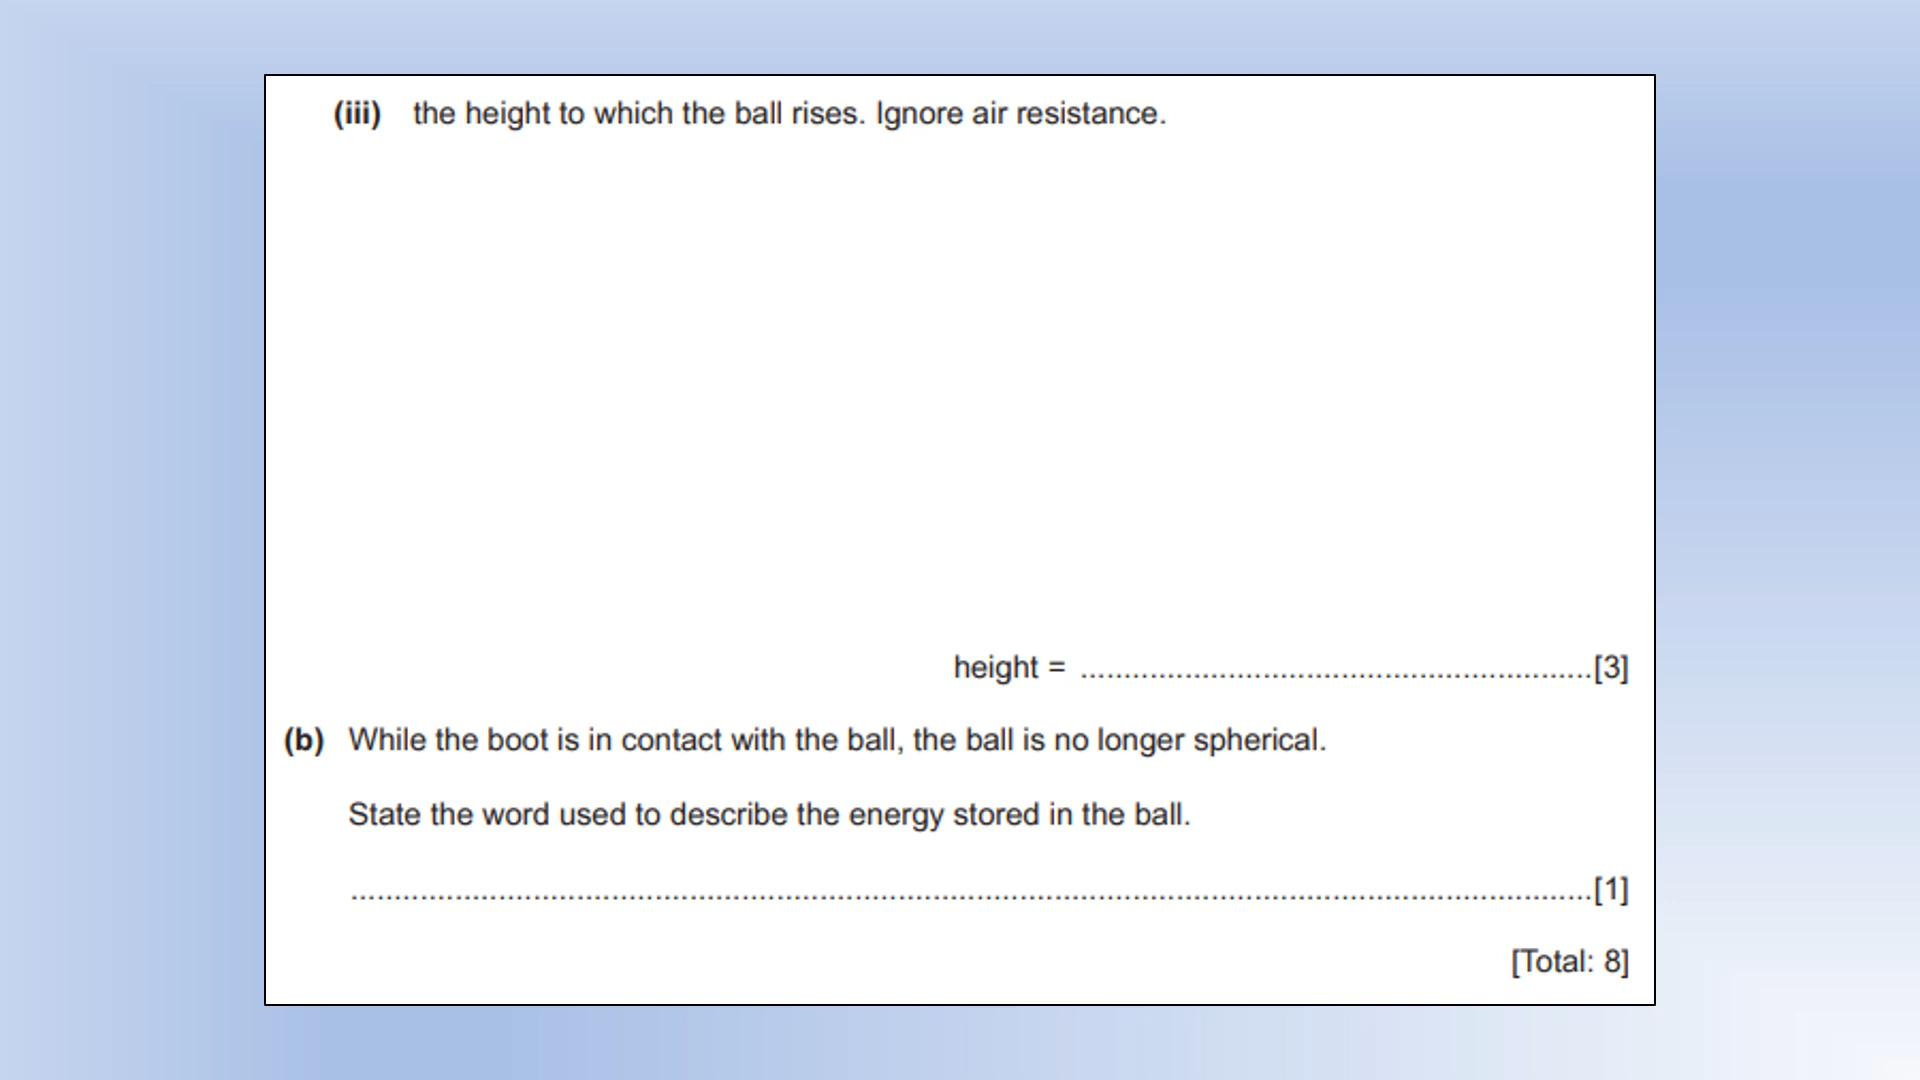 (iii) the height to which the ball rises. Ignore air resistance.
height = ...........................................................[3]
(b) While the boot is in contact with the ball, the ball is no longer spherical.
State the word used to describe the energy stored in the ball.
...............................................................................................................................................[1]
[Total: 8]